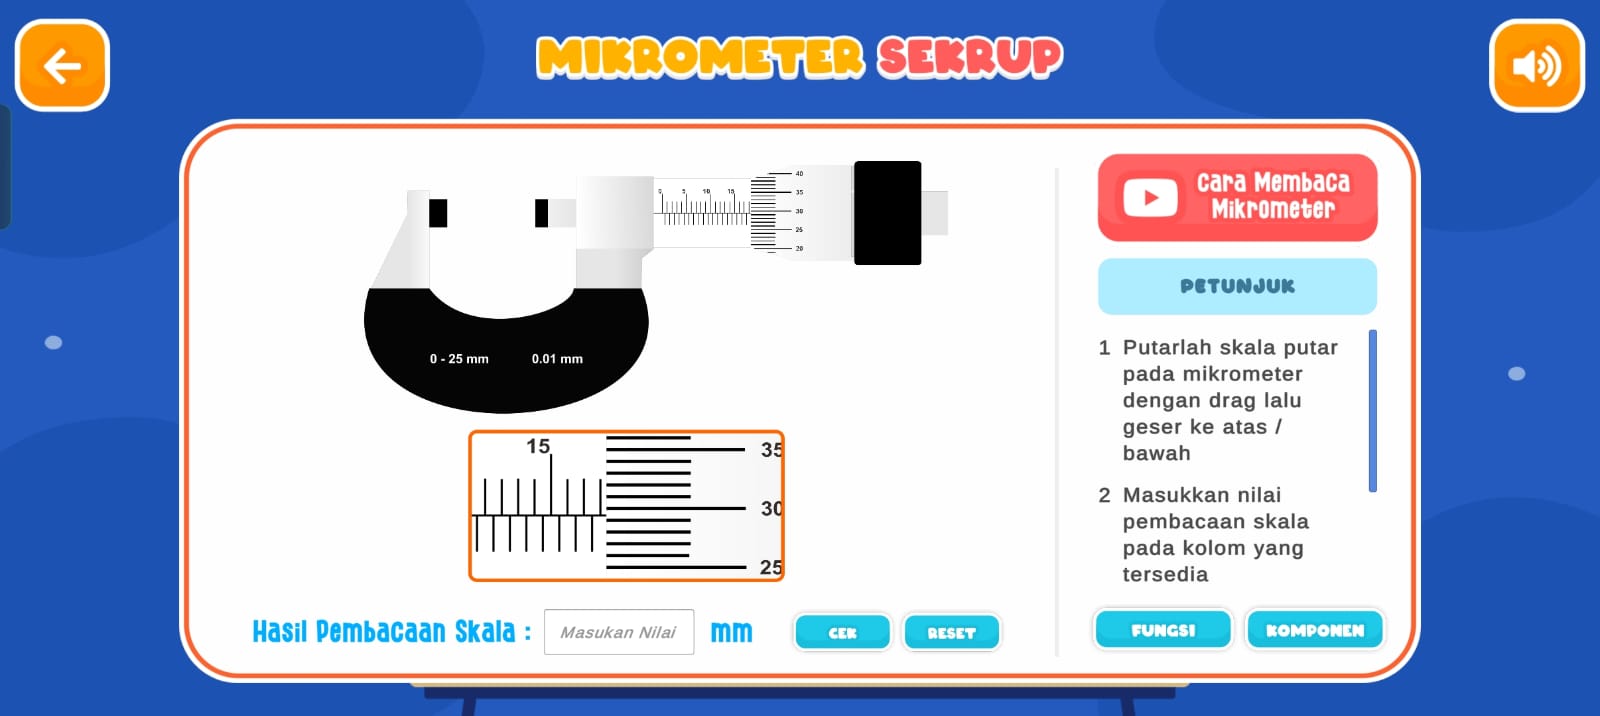 MIKROMETER SEKRUP
0 5 10 15
40
35
30
25
20
0 - 25 mm 0.01 mm
15
35
30
25
Hasil Pembacaan Skala : Masukan Nilai mm
CEK
RESET
Cara Membaca
Mikrometer
PETUNJUK
1 Putarlah skala putar
pada mikrometer
dengan drag lalu
geser ke atas /
bawah
2 Masukkan nilai
pembacaan skala
pada kolom yang
tersedia
FUNGSI
KOMPONEN